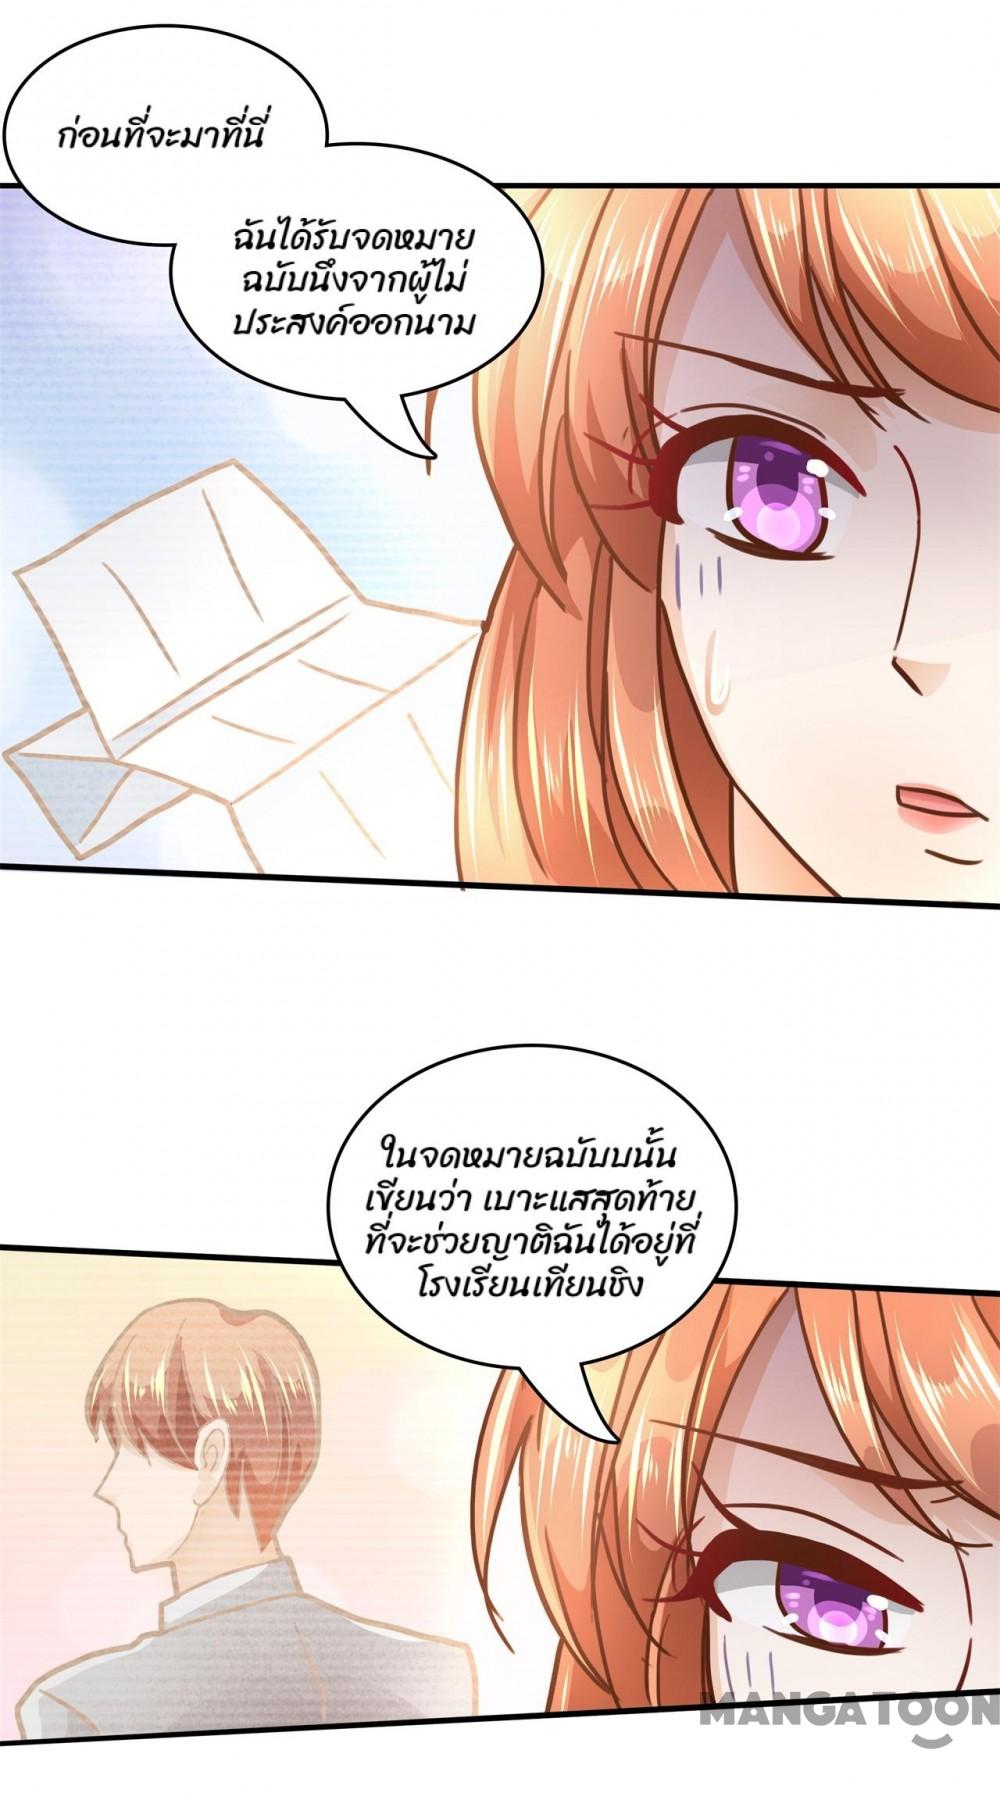 ก่อนที่จะมาที่นี่
ฉันได้รับจดหมาย
ฉบับนึงจากผู้ไม่
ประสงค์ออกนาม
ในจดหมายฉบับบนั้น
เขียนว่า เบาะแสสุดท้าย
ที่จะช่วยญาติฉันได้อยู่ที่
โรงเรียนเทียนชิง
MANGATOON